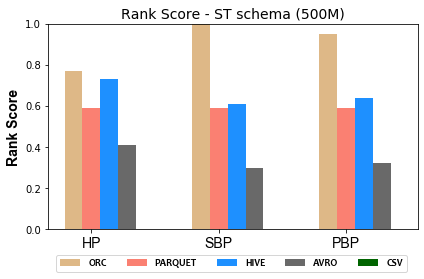 Rank Score - ST schema (500M)
Rank Score
1.0
0.8
0.6
0.4
0.2
0.0
HP SBP PBP
ORC PARQUET HIVE AVRO CSV